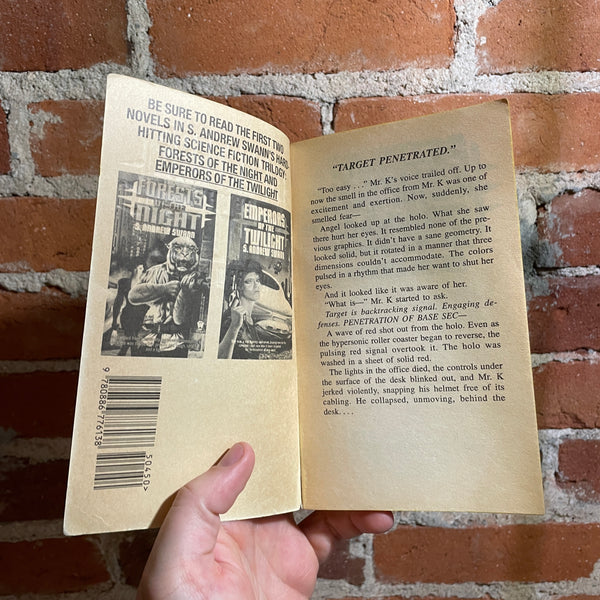 BE SURE TO READ THE FIRST TWO
NOVELS IN S. ANDREW SWANN'S HARD-
HITTING SCIENCE FICTION TRILOGY:
FORESTS OF THE NIGHT AND
EMPERORS OF THE TWILIGHT
FORESTS
OF THE
NIGHT
S. ANDREW SWANN
EMPERORS
OF THE
TWILIGHT
S. ANDREW SWANN
9 780886 776138
50450>
"TARGET PENETRATED."
"Too easy . . ." Mr. K's voice trailed off. Up to
now the smell in the office from Mr. K was one of
excitement and exertion. Now, suddenly, she
smelled fear—
Angel looked up at the holo. What she saw
there hurt her eyes. It resembled none of the pre-
vious graphics. It didn't have a sane geometry. It
looked solid, but it rotated in a manner that three
dimensions couldn't accommodate. The colors
pulsed in a rhythm that made her want to shut her
eyes.
And it looked like it was aware of her.
"What is—" Mr. K started to ask.
Target is backtracking signal. Engaging de-
fenses. PENETRATION OF BASE SEC—
A wave of red shot out from the holo. Even as
the hypersonic roller coaster began to reverse, the
pulsing red signal overtook it. The holo was
washed in a sheet of solid red.
The lights in the office died, the controls under
the surface of the desk blinked out, and Mr. K
jerked violently, snapping his helmet free of its
cabling. He collapsed, unmoving, behind the
desk. . . .